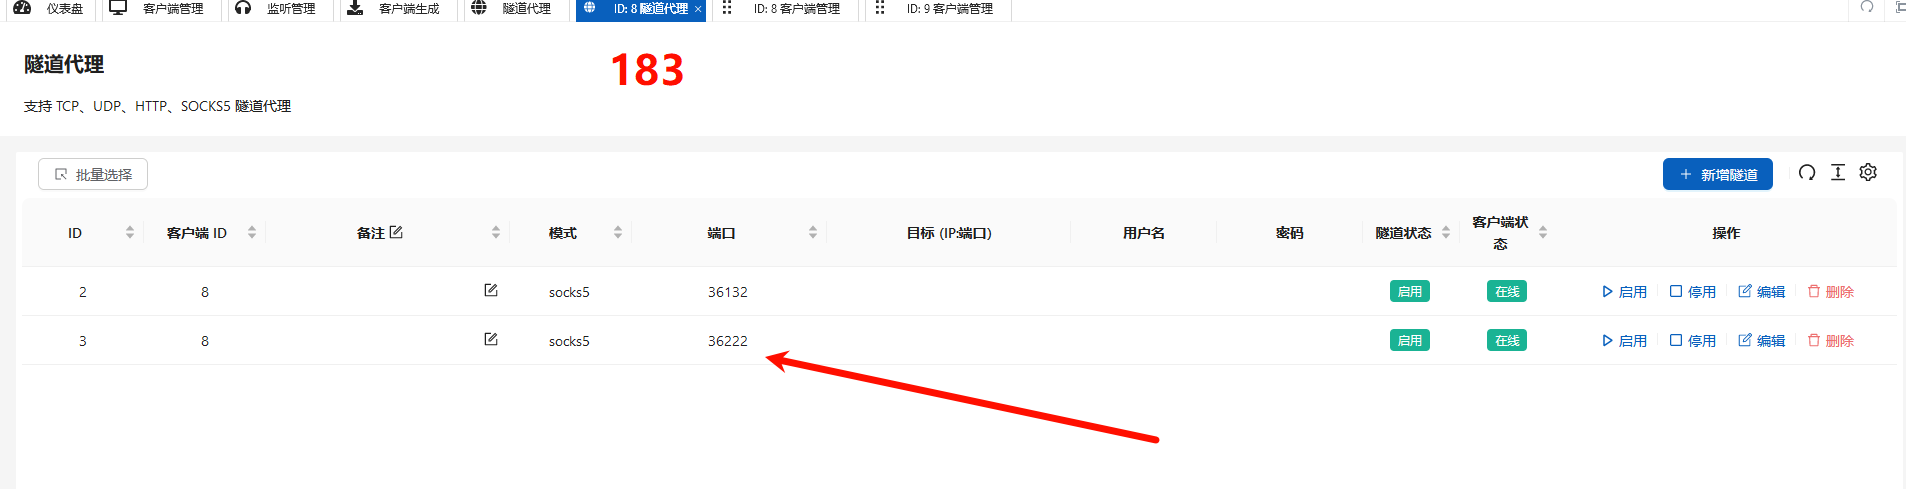 仪表盘 客户端管理 监听管理 客户端生成 隧道代理 ID: 8 隧道代理 × ID: 8 客户端管理 ID: 9 客户端管理
隧道代理
183
支持 TCP、UDP、HTTP、SOCKS5 隧道代理
批量选择 + 新增隧道
ID 客户端 ID 备注 模式 端口 目标 (IP:端口) 用户名 密码 隧道状态 客户端状态 操作
2 8 socks5 36132 启用 在线 启用 停用 编辑 删除
3 8 socks5 36222 启用 在线 启用 停用 编辑 删除